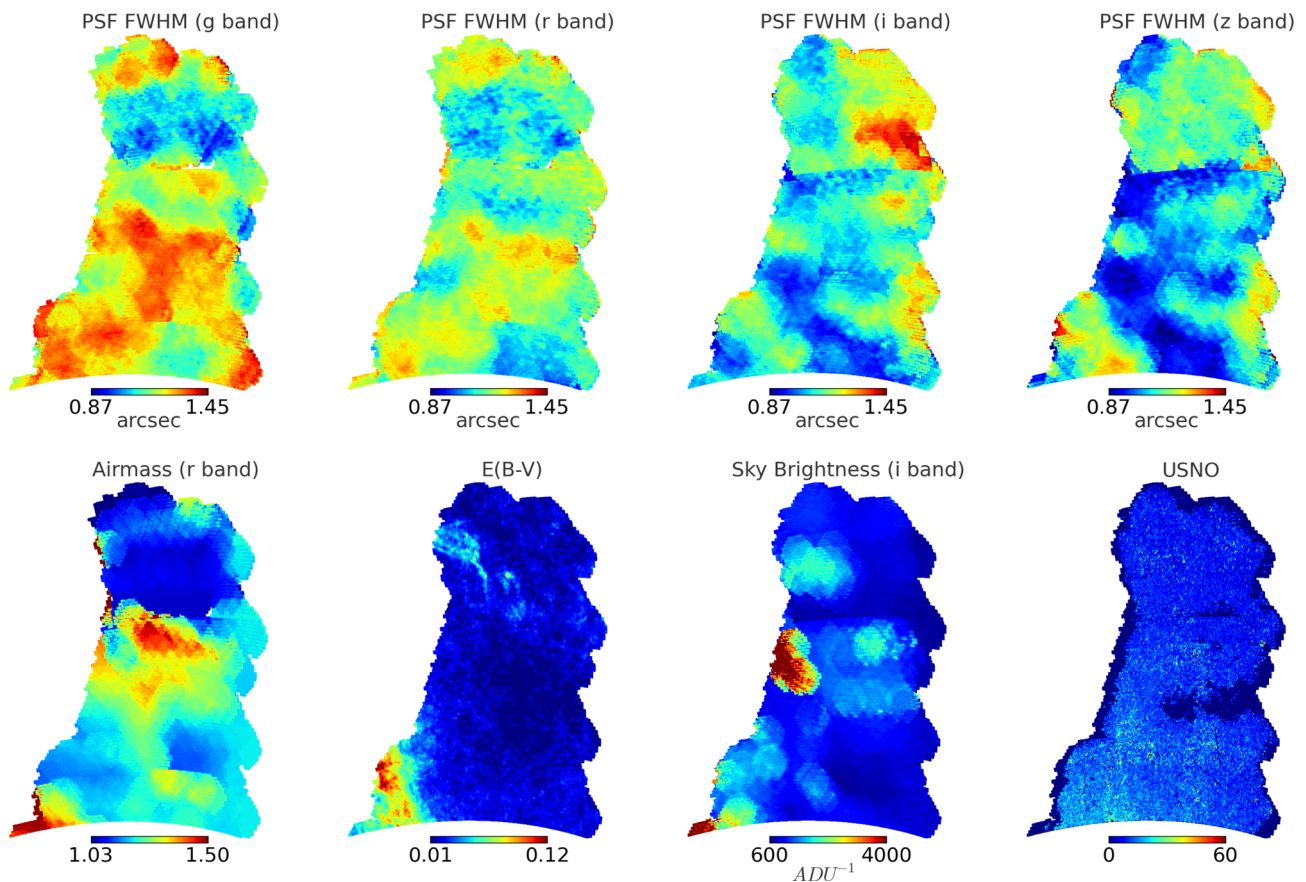 PSF FWHM (g band)
PSF FWHM (r band)
PSF FWHM (i band)
PSF FWHM (z band)
0.87 1.45
arcsec
0.87 1.45
arcsec
0.87 1.45
arcsec
0.87 1.45
arcsec
Airmass (r band)
E(B-V)
Sky Brightness (i band)
USNO
1.03 1.50
0.01 0.12
600 4000
ADU⁻¹
0 60